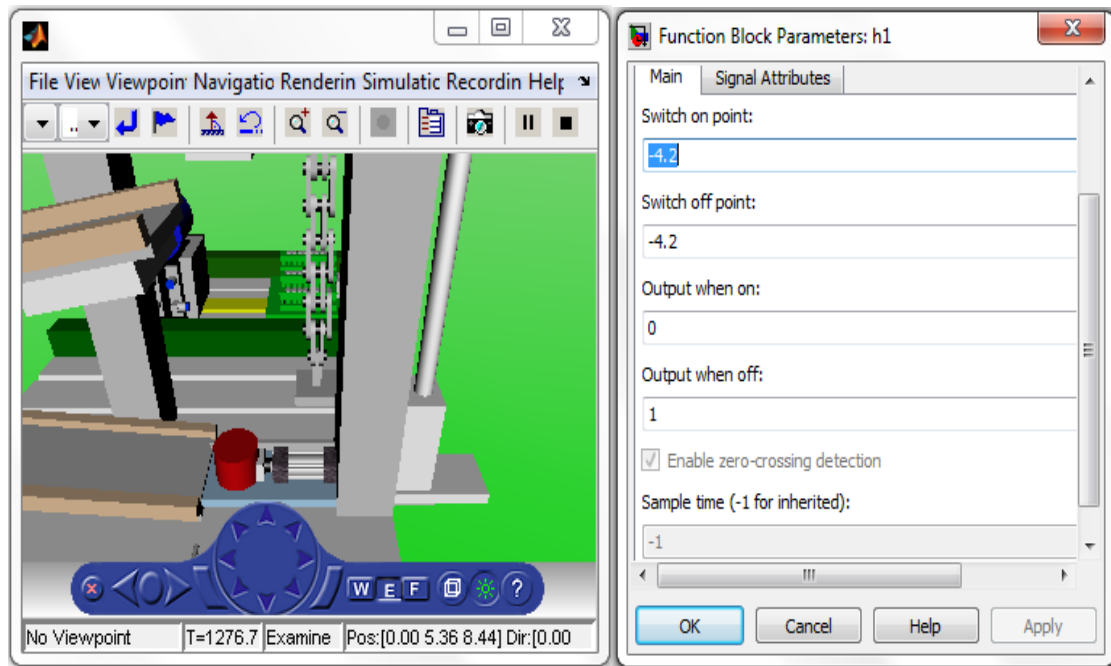 File View Viewpoin Navigatio Renderin Simulatic Recordin Help
..
W E F ?
No Viewpoint T=1276.7 Examine Pos:[0.00 5.36 8.44] Dir:[0.00
Function Block Parameters: h1
Main Signal Attributes
Switch on point:
-4.2
Switch off point:
-4.2
Output when on:
0
Output when off:
1
Enable zero-crossing detection
Sample time (-1 for inherited):
-1
OK Cancel Help Apply